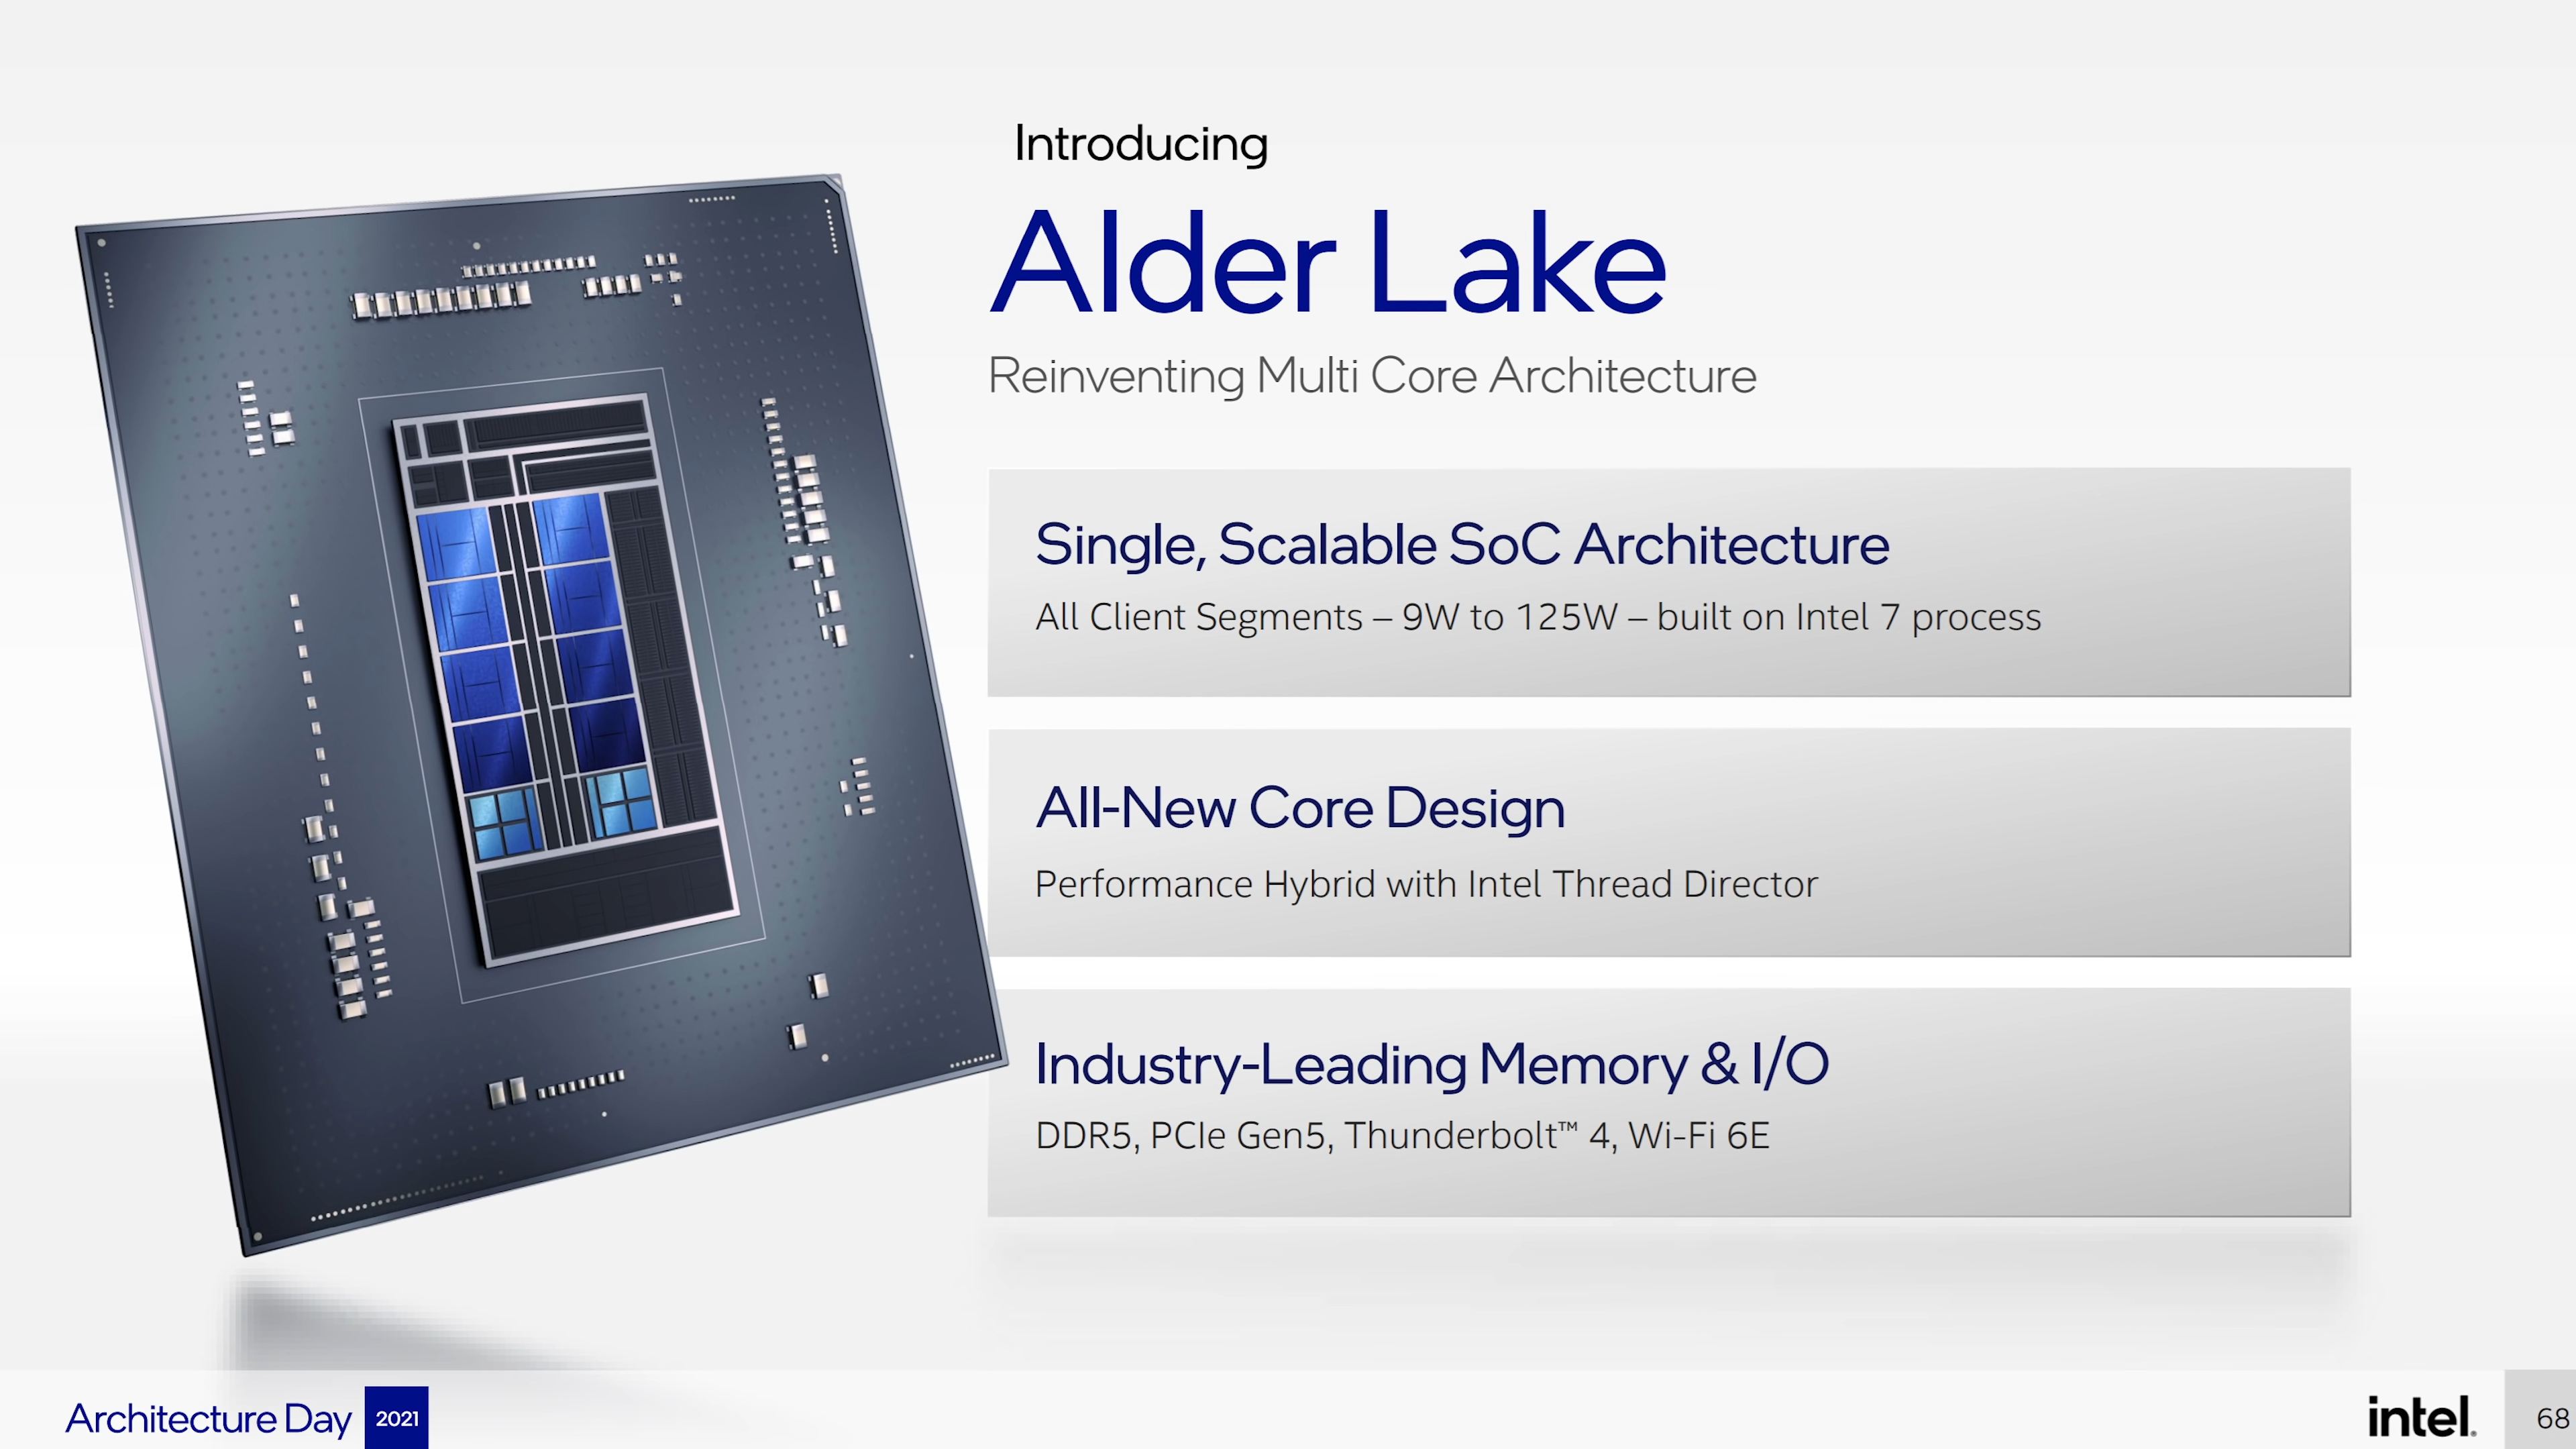 Introducing
Alder Lake
Reinventing Multi Core Architecture
Single, Scalable SoC Architecture
All Client Segments – 9W to 125W – built on Intel 7 process
All-New Core Design
Performance Hybrid with Intel Thread Director
Industry-Leading Memory & I/O
DDR5, PCIe Gen5, Thunderbolt™ 4, Wi-Fi 6E
Architecture Day 2021
intel.
68